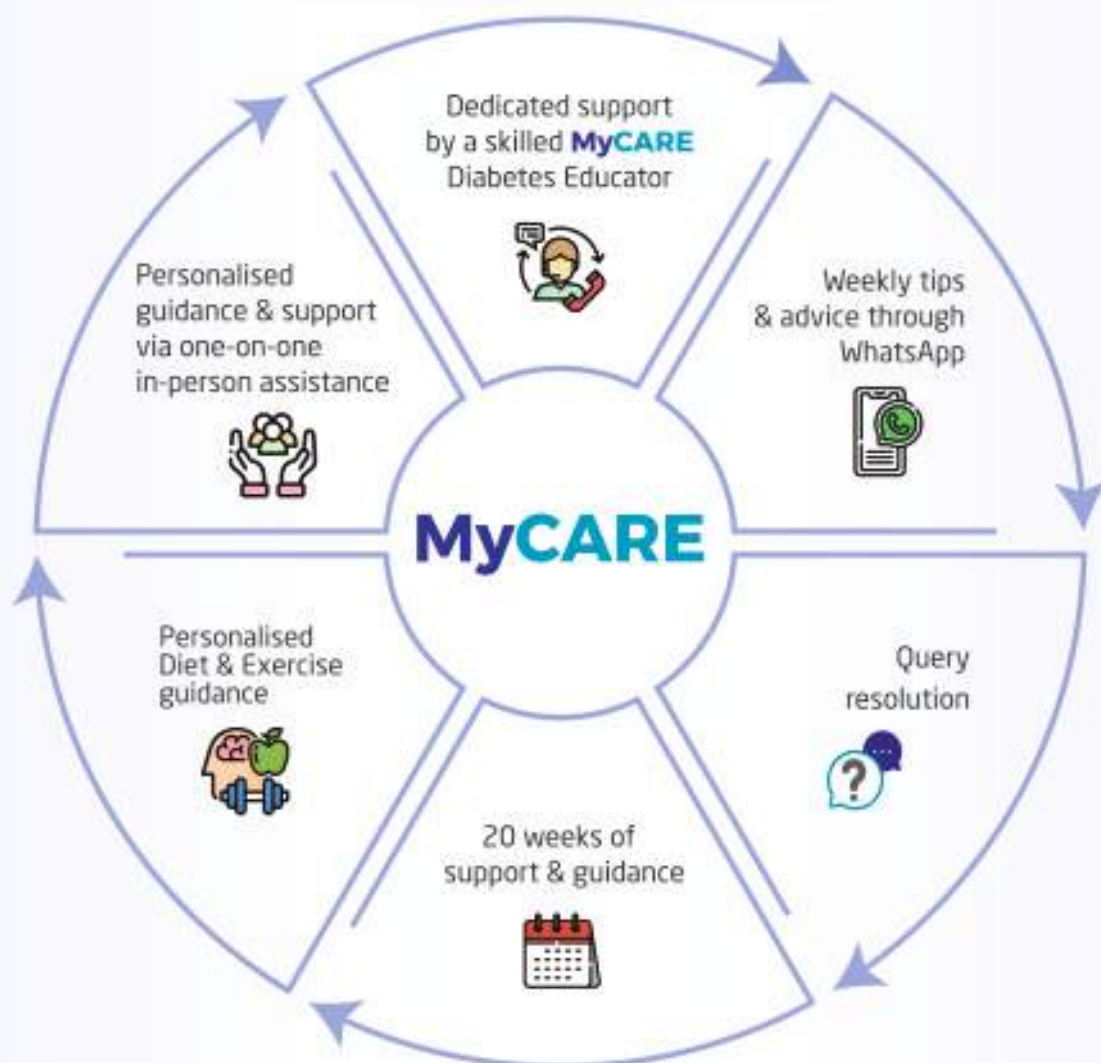 Dedicated support
by a skilled MyCARE
Diabetes Educator
Weekly tips
& advice through
WhatsApp
Query
resolution
20 weeks of
support & guidance
Personalised
Diet & Exercise
guidance
Personalised
guidance & support
via one-on-one
in-person assistance
MyCARE